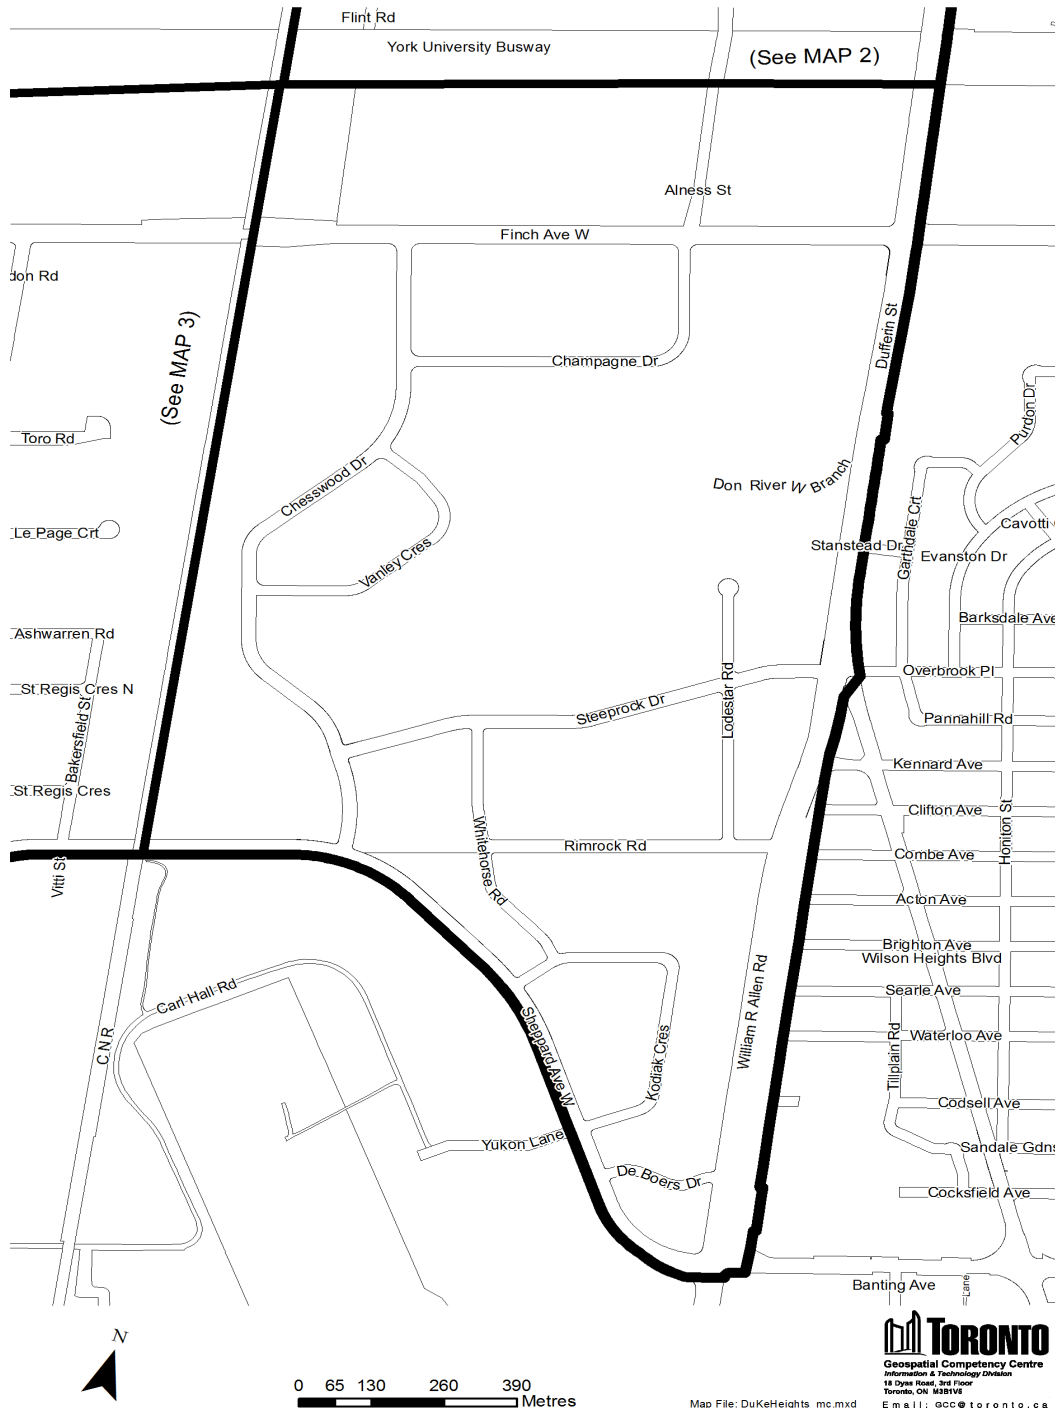 Flint Rd
York University Busway
(See MAP 2)
Alness St
Finch Ave W
don Rd
(See MAP 3)
Dufferin St
Champagne Dr
Purdon Dr
Toro Rd
Chesswood Dr
Don River W Branch
Le Page Crt
Cavotti
Garthdale Crt
Stanstead Dr
Evanston Dr
Vanley Cres
Barksdale Ave
Ashwarren Rd
Overbrook Pl
St Regis Cres N
Lodestar Rd
Steeprock Dr
Bakersfield St
Pannahill Rd
Kennard Ave
St Regis Cres
Clifton Ave
Honiton St
Whitehorse Rd
Rimrock Rd
Combe Ave
Vitti St
Acton Ave
Brighton Ave
Wilson Heights Blvd
William R Allen Rd
Carl Hall Rd
Searle Ave
Tillplain Rd
Waterloo Ave
C N R
Sheppard Ave W
Kodiak Cres
Codsell Ave
Yukon Lane
Sandale Gdns
De Boers Dr
Cocksfield Ave
Banting Ave
Lane
N
TORONTO
Geospatial Competency Centre
Information & Technology Division
18 Dyas Road, 3rd Floor
Toronto, ON M3B1V5
Email: GCC@toronto.ca
0 65 130 260 390
Metres
Map File: DuKeHeights_mc.mxd